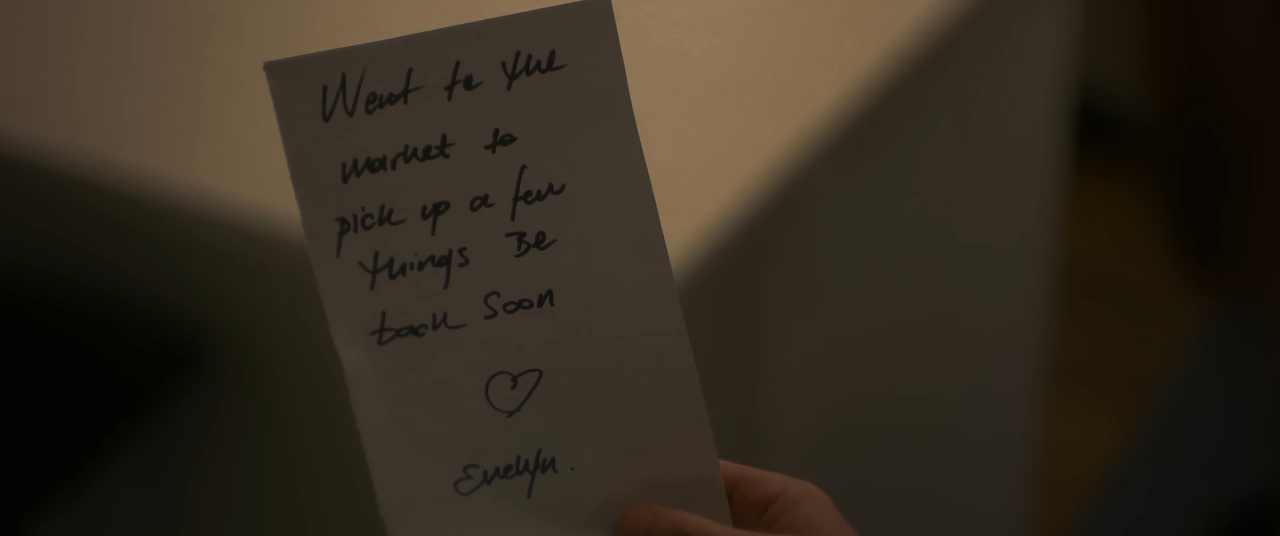 Went to the
market to
pick up a few
things Be
back Soon
Evelyn.